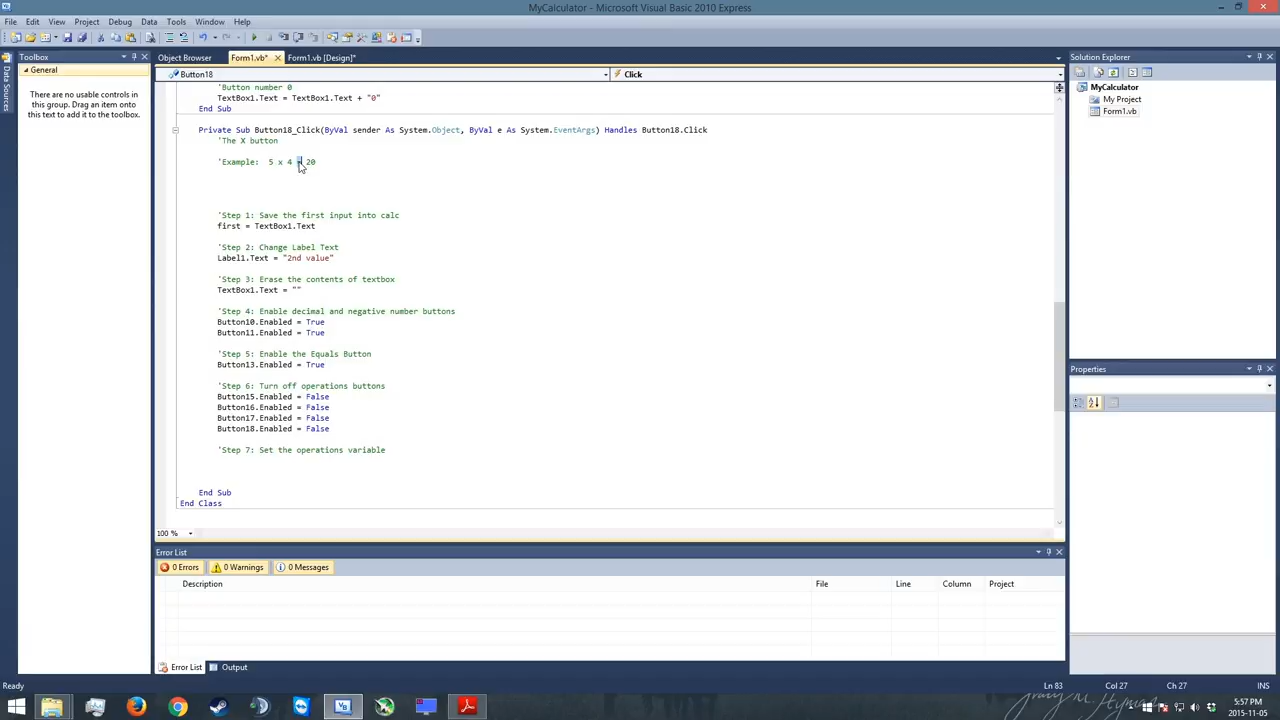 MyCalculator - Microsoft Visual Basic 2010 Express
File Edit View Project Debug Data Tools Window Help
Data Sources
Toolbox
General
There are no usable controls in
this group. Drag an item onto
this text to add it to the toolbox.
Object Browser Form1.vb* Form1.vb [Design]*
Button18 Click
'Button number 0
TextBox1.Text = TextBox1.Text + "0"
End Sub
Private Sub Button18_Click(ByVal sender As System.Object, ByVal e As System.EventArgs) Handles Button18.Click
'The X button
'Example: 5 x 4 = 20
'Step 1: Save the first input into calc
first = TextBox1.Text
'Step 2: Change Label Text
Label1.Text = "2nd value"
'Step 3: Erase the contents of textbox
TextBox1.Text = ""
'Step 4: Enable decimal and negative number buttons
Button10.Enabled = True
Button11.Enabled = True
'Step 5: Enable the Equals Button
Button13.Enabled = True
'Step 6: Turn off operations buttons
Button15.Enabled = False
Button16.Enabled = False
Button17.Enabled = False
Button18.Enabled = False
'Step 7: Set the operations variable
End Sub
End Class
100 %
Error List
0 Errors 0 Warnings 0 Messages
Description File Line Column Project
Error List Output
Solution Explorer
MyCalculator
My Project
Form1.vb
Properties
Ready Ln 83 Col 27 Ch 27 INS
5:57 PM
2015-11-05